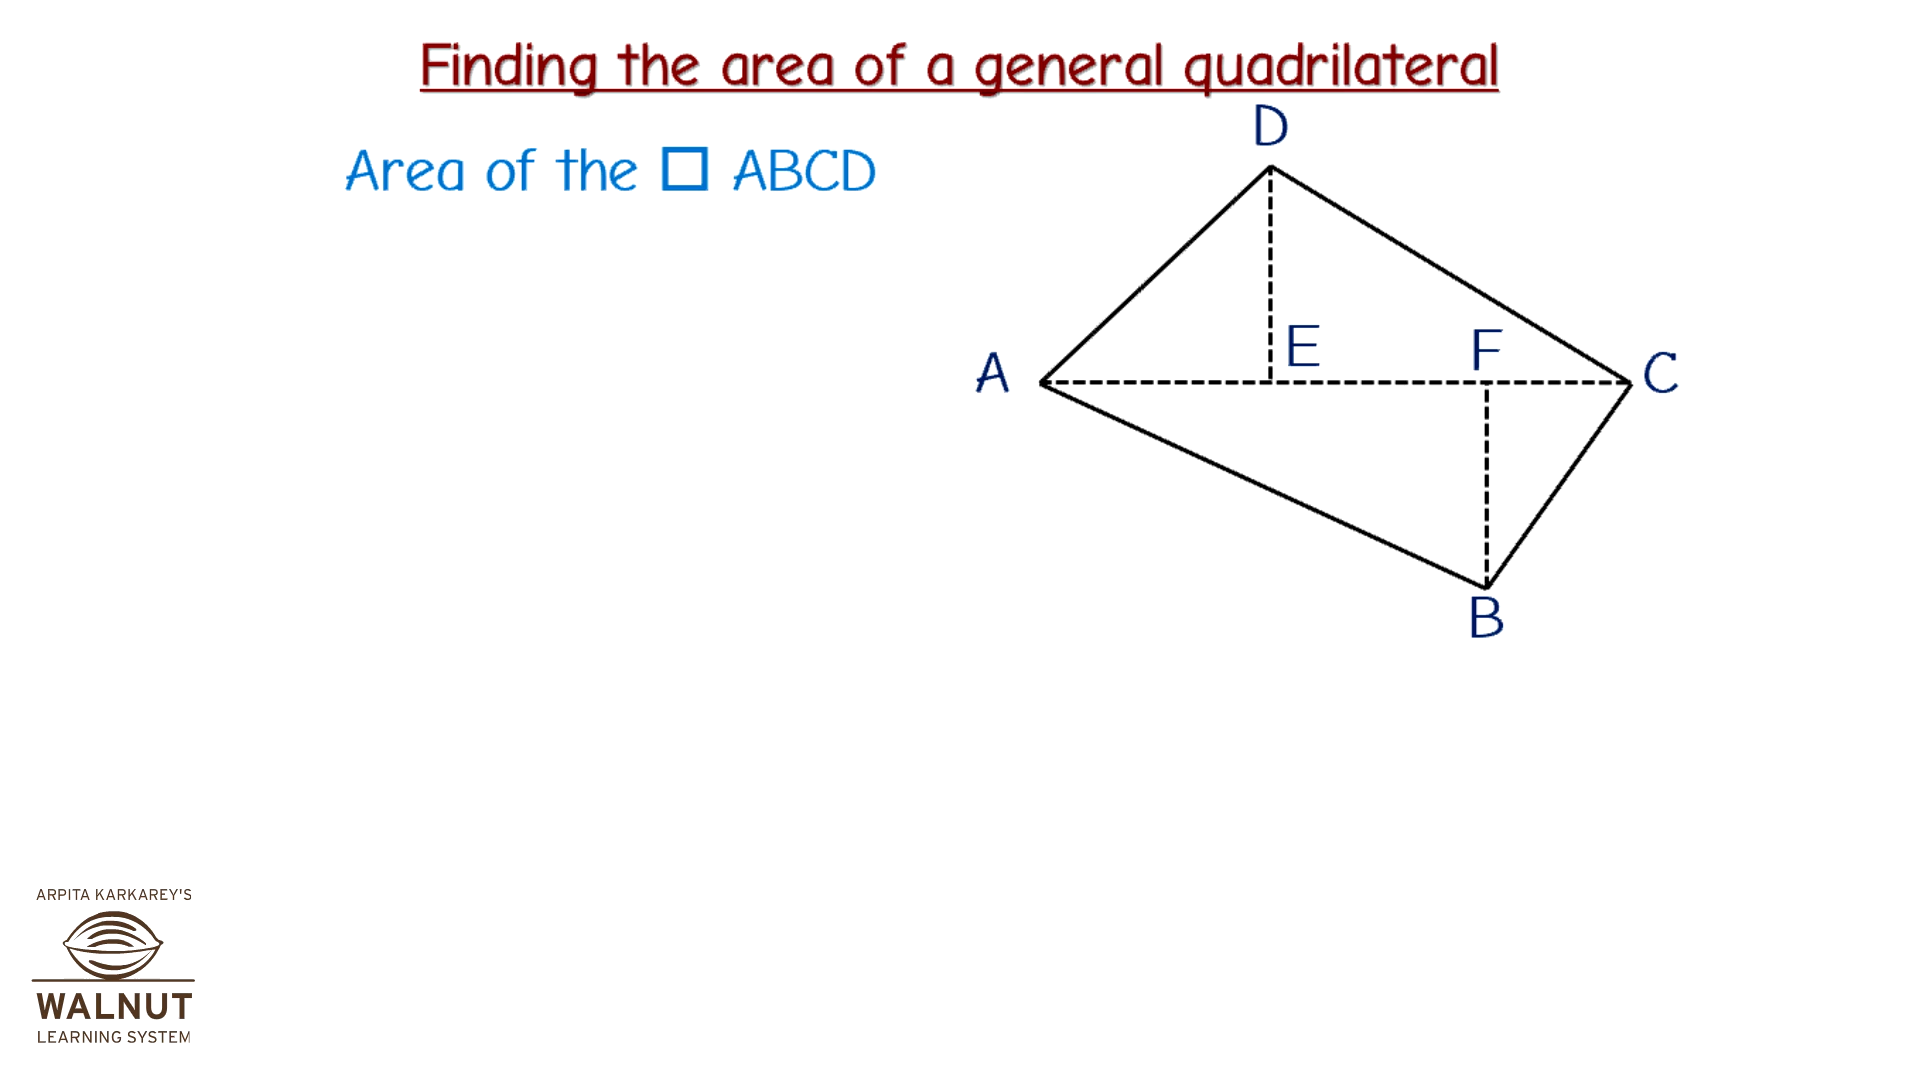 Finding the area of a general quadrilateral
Area of the □ ABCD
D
E
F
A
C
B
ARPITA KARKAREY'S
WALNUT
LEARNING SYSTEM